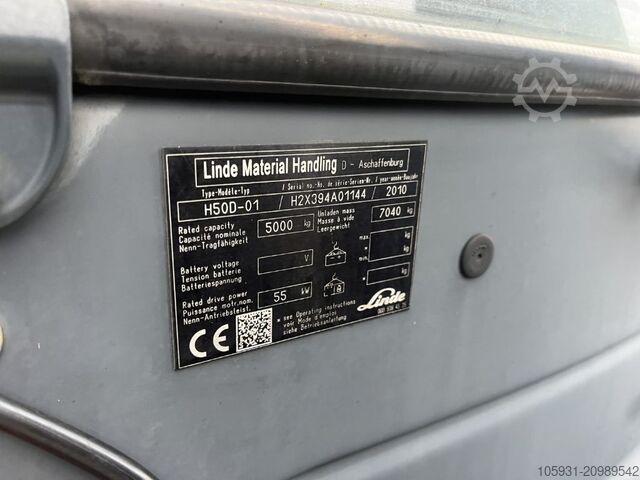 Linde Material Handling D - Aschaffenburg
Type-Modèle-Typ / Serial no.-No. de série-Serien-Nr. / year-année-Baujahr
H50D-01 / H2X394A01144 / 2010
Rated capacity
Capacité nominale
Nenn-Tragfähigkeit
5000 kg
Unladen mass
Masse à vide
Leergewicht
7040 kg
Battery voltage
Tension batterie
Batteriespannung
V
max.
kg
min.
kg
Rated drive power
Puissance motr.nom.
Nenn-Antriebsleist.
55 kW
kg
* see Operating instructions
voir Mode d'emploi
siehe Betriebsanleitung
Linde
CE
105931-20989542